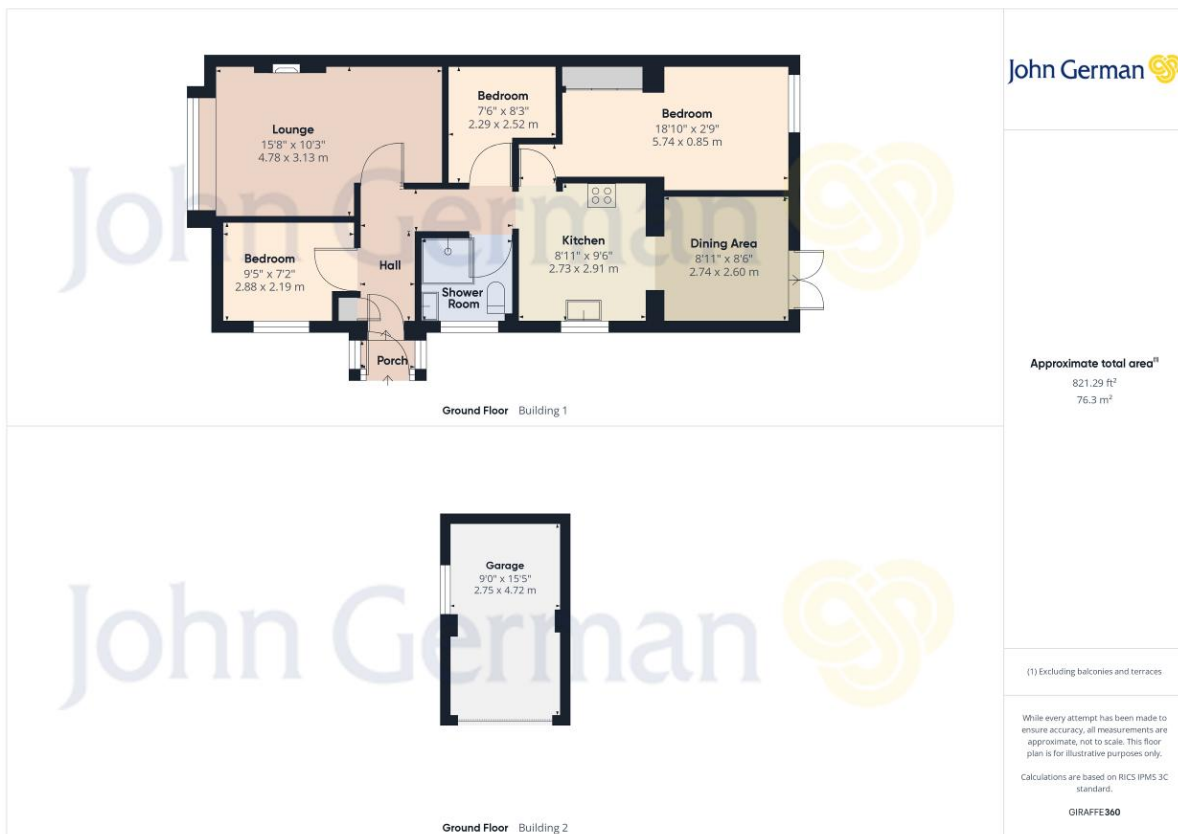 John German
Lounge
15'8" x 10'3"
4.78 x 3.13 m
Bedroom
7'6" x 8'3"
2.29 x 2.52 m
Bedroom
18'10" x 2'9"
5.74 x 0.85 m
Bedroom
9'5" x 7'2"
2.88 x 2.19 m
Hall
Shower
Room
Kitchen
8'11" x 9'6"
2.73 x 2.91 m
Dining Area
8'11" x 8'6"
2.74 x 2.60 m
Porch
Ground Floor Building 1
John German
Garage
9'0" x 15'5"
2.75 x 4.72 m
Ground Floor Building 2
John German
Approximate total area(1)
821.29 ft²
76.3 m²
(1) Excluding balconies and terraces
While every attempt has been made to
ensure accuracy, all measurements are
approximate, not to scale. This floor
plan is for illustrative purposes only.
Calculations are based on RICS IPMS 3C
standard.
GIRAFFE360